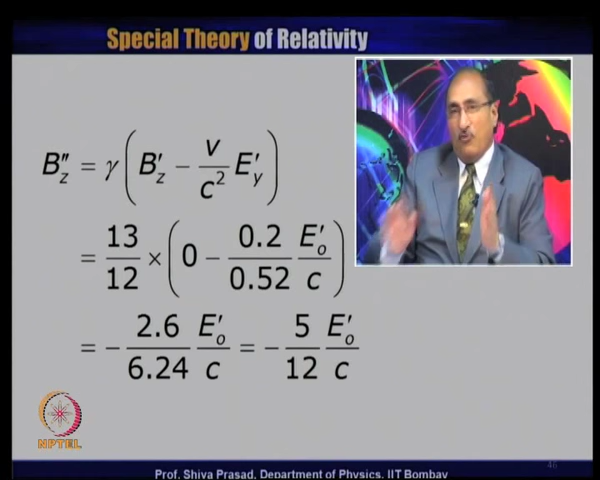 Special Theory of Relativity
B″_z = γ (B′_z − v/c² E′_y)
= 13/12 × (0 − 0.2/0.52 E′_o/c)
= − 2.6/6.24 E′_o/c = − 5/12 E′_o/c
NPTEL
46
Prof. Shiva Prasad, Department of Physics, IIT Bombay